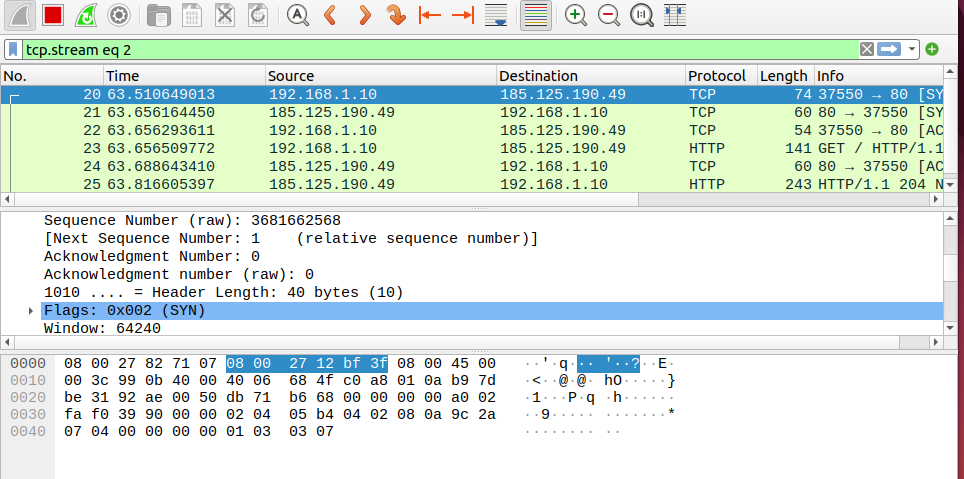 tcp.stream eq 2
No. Time Source Destination Protocol Length Info
20 63.510649013 192.168.1.10 185.125.190.49 TCP 74 37550 → 80 [SY
21 63.656164450 185.125.190.49 192.168.1.10 TCP 60 80 → 37550 [SY
22 63.656293611 192.168.1.10 185.125.190.49 TCP 54 37550 → 80 [AC
23 63.656509772 192.168.1.10 185.125.190.49 HTTP 141 GET / HTTP/1.1
24 63.688643410 185.125.190.49 192.168.1.10 TCP 60 80 → 37550 [AC
25 63.816605397 185.125.190.49 192.168.1.10 HTTP 243 HTTP/1.1 204 N
Sequence Number (raw): 3681662568
[Next Sequence Number: 1    (relative sequence number)]
Acknowledgment Number: 0
Acknowledgment number (raw): 0
1010 .... = Header Length: 40 bytes (10)
Flags: 0x002 (SYN)
Window: 64240
0000 08 00 27 82 71 07 08 00  27 12 bf 3f 08 00 45 00 ··'·q··· '··?··E·
0010 00 3c 99 0b 40 00 40 06  68 4f c0 a8 01 0a b9 7d ·<··@·@· hO·····}
0020 be 31 92 ae 00 50 db 71  b6 68 00 00 00 00 a0 02 ·1···P·q ·h······
0030 fa f0 39 90 00 00 02 04  05 b4 04 02 08 0a 9c 2a ··9····· ·······*
0040 07 04 00 00 00 00 01 03  03 07 ········ ··